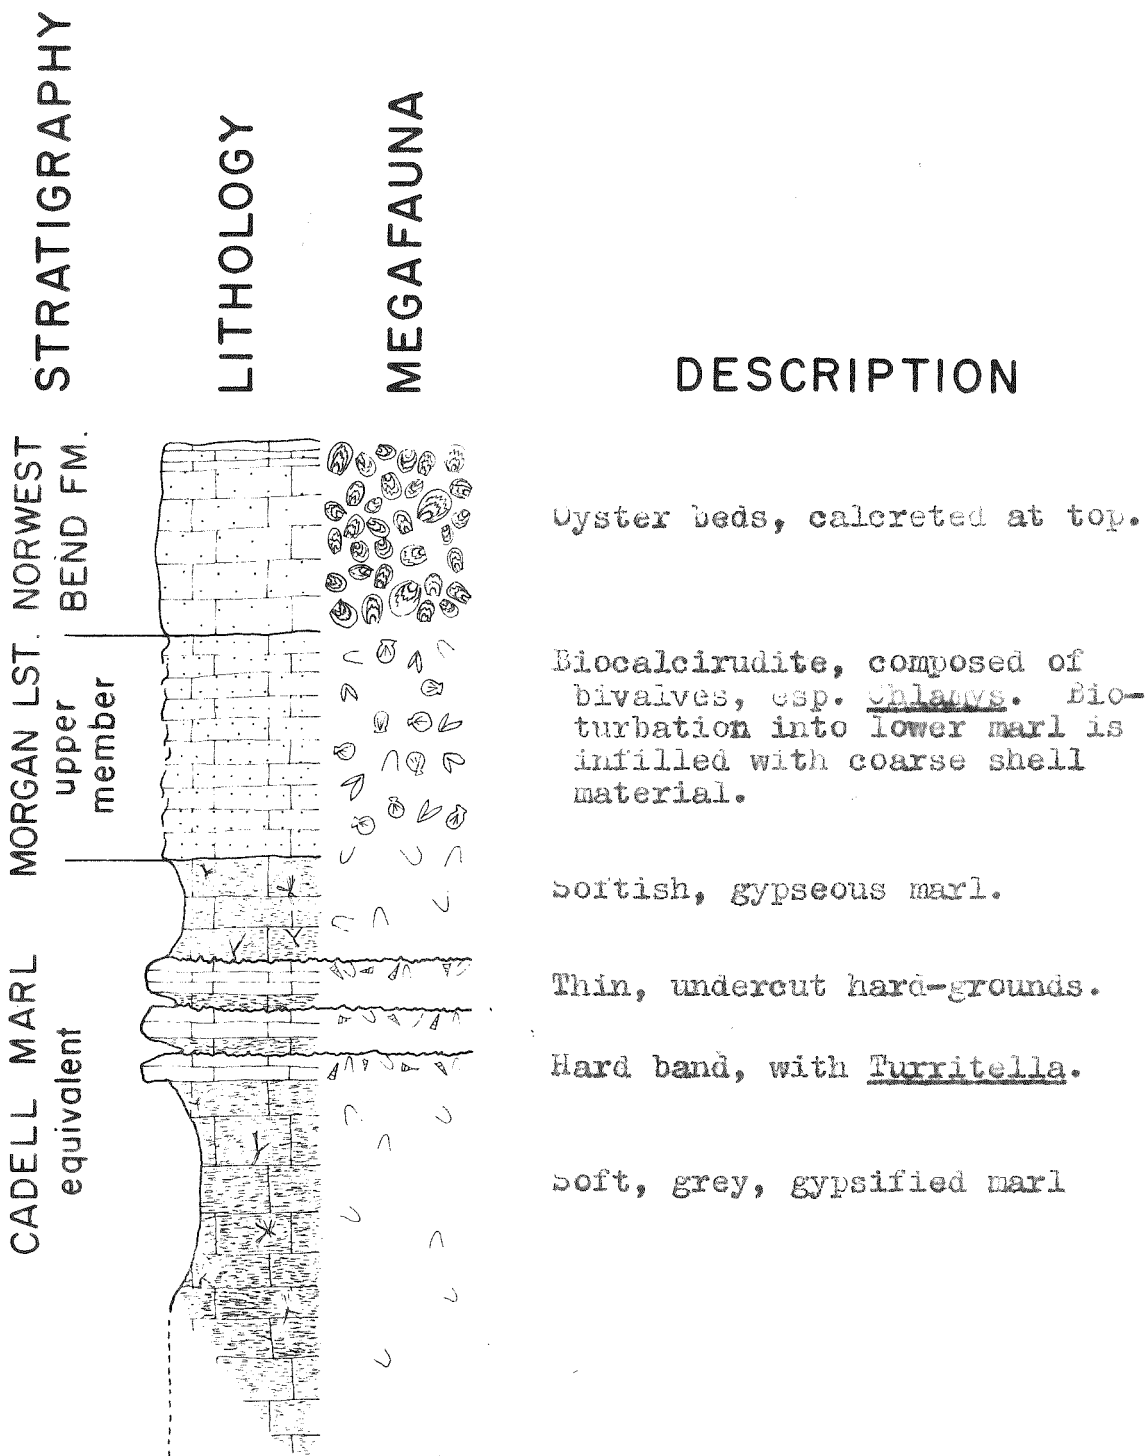 STRATIGRAPHY
LITHOLOGY
MEGAFAUNA
DESCRIPTION
NORWEST
BEND FM.
Oyster beds, calcreted at top.
MORGAN LST.
upper
member
Biocalcirudite, composed of
bivalves, esp. Chlamys. Bio-
turbation into lower marl is
infilled with coarse shell
material.
CADELL MARL
equivalent
Softish, gypseous marl.
Thin, undercut hard-grounds.
Hard band, with Turritella.
Soft, grey, gypsified marl